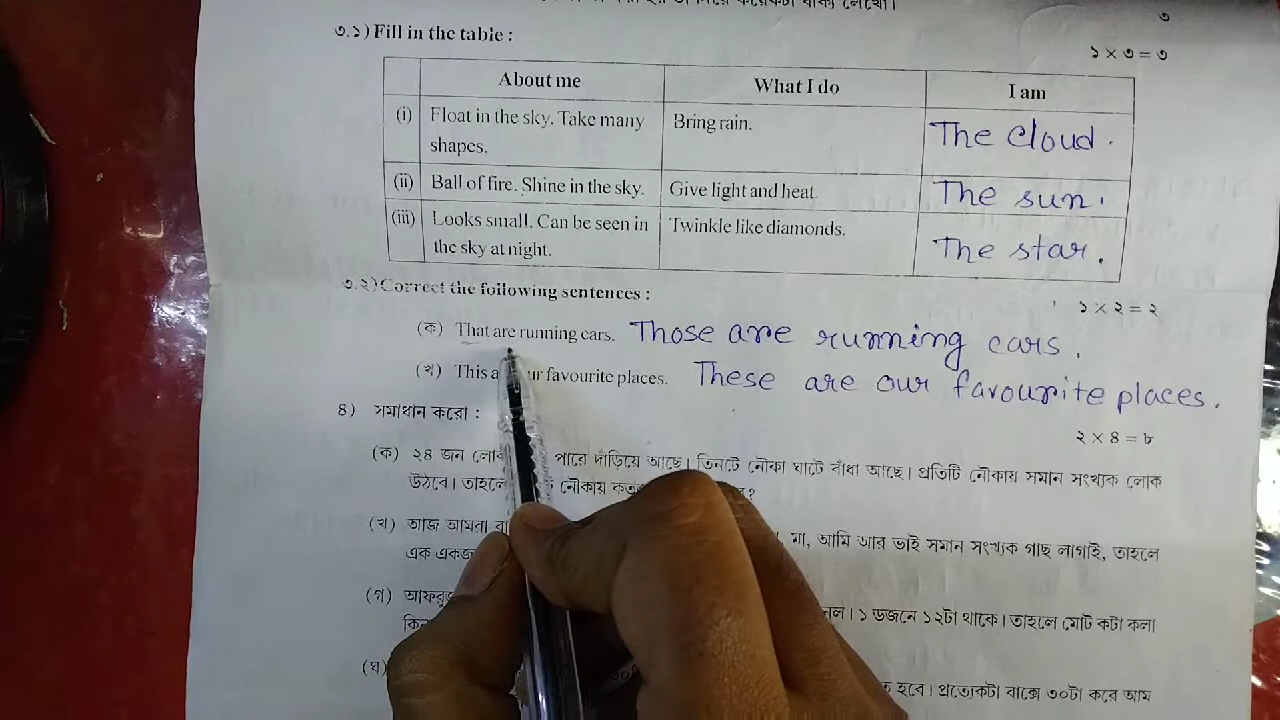 লেখো।
৩
৩.১) Fill in the table :
১ × ৩ = ৩
About me What I do I am
(i) Float in the sky. Take many shapes. Bring rain. The Cloud.
(ii) Ball of fire. Shine in the sky. Give light and heat. The sun.
(iii) Looks small. Can be seen in the sky at night. Twinkle like diamonds. The star.
৩.২) Correct the following sentences :
১ × ২ = ২
(ক) That are running cars. Those are running cars.
(খ) This favourite places. These are our favourite places.
৪) সমাধান করো :
২ × ৪ = ৮
(ক) ২৪ জন পারে দাঁড়িয়ে আছে। তিনটে নৌকা ঘাটে বাঁধা আছে। প্রতিটি নৌকায় সমান সংখ্যক লোক
উঠবে। নৌকায়
(খ) আজ আমরা মা, আমি আর ভাই সমান সংখ্যক গাছ লাগাই, তাহলে
এক
(গ) ১ ডজনে ১২টা থাকে। তাহলে মোট কটা কলা
(ঘ) হবে। প্রত্যেকটা বাক্সে ৩০টা করে আম